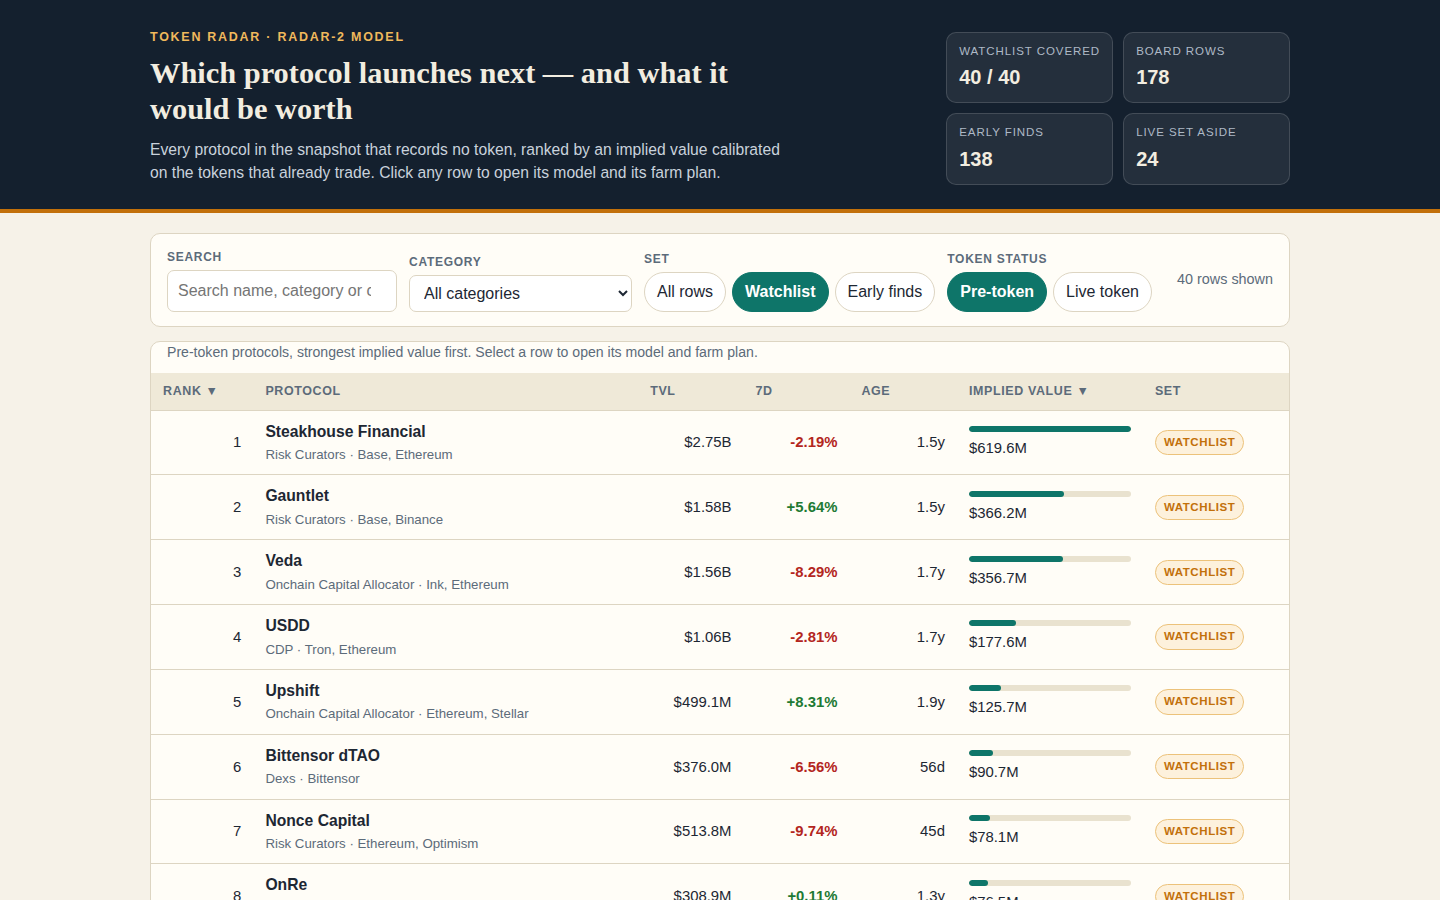 TOKEN RADAR · RADAR-2 MODEL
Which protocol launches next — and what it
would be worth
Every protocol in the snapshot that records no token, ranked by an implied value calibrated
on the tokens that already trade. Click any row to open its model and its farm plan.
WATCHLIST COVERED
40 / 40
BOARD ROWS
178
EARLY FINDS
138
LIVE SET ASIDE
24
SEARCH
Search name, category or c
CATEGORY
All categories
SET
All rows Watchlist Early finds
TOKEN STATUS
Pre-token Live token
40 rows shown
Pre-token protocols, strongest implied value first. Select a row to open its model and farm plan.
RANK ▼ PROTOCOL TVL 7D AGE IMPLIED VALUE ▼ SET
1 Steakhouse Financial $2.75B -2.19% 1.5y $619.6M WATCHLIST
Risk Curators · Base, Ethereum
2 Gauntlet $1.58B +5.64% 1.5y $366.2M WATCHLIST
Risk Curators · Base, Binance
3 Veda $1.56B -8.29% 1.7y $356.7M WATCHLIST
Onchain Capital Allocator · Ink, Ethereum
4 USDD $1.06B -2.81% 1.7y $177.6M WATCHLIST
CDP · Tron, Ethereum
5 Upshift $499.1M +8.31% 1.9y $125.7M WATCHLIST
Onchain Capital Allocator · Ethereum, Stellar
6 Bittensor dTAO $376.0M -6.56% 56d $90.7M WATCHLIST
Dexs · Bittensor
7 Nonce Capital $513.8M -9.74% 45d $78.1M WATCHLIST
Risk Curators · Ethereum, Optimism
8 OnRe $308.9M +0.11% 1.3y $76.5M WATCHLIST